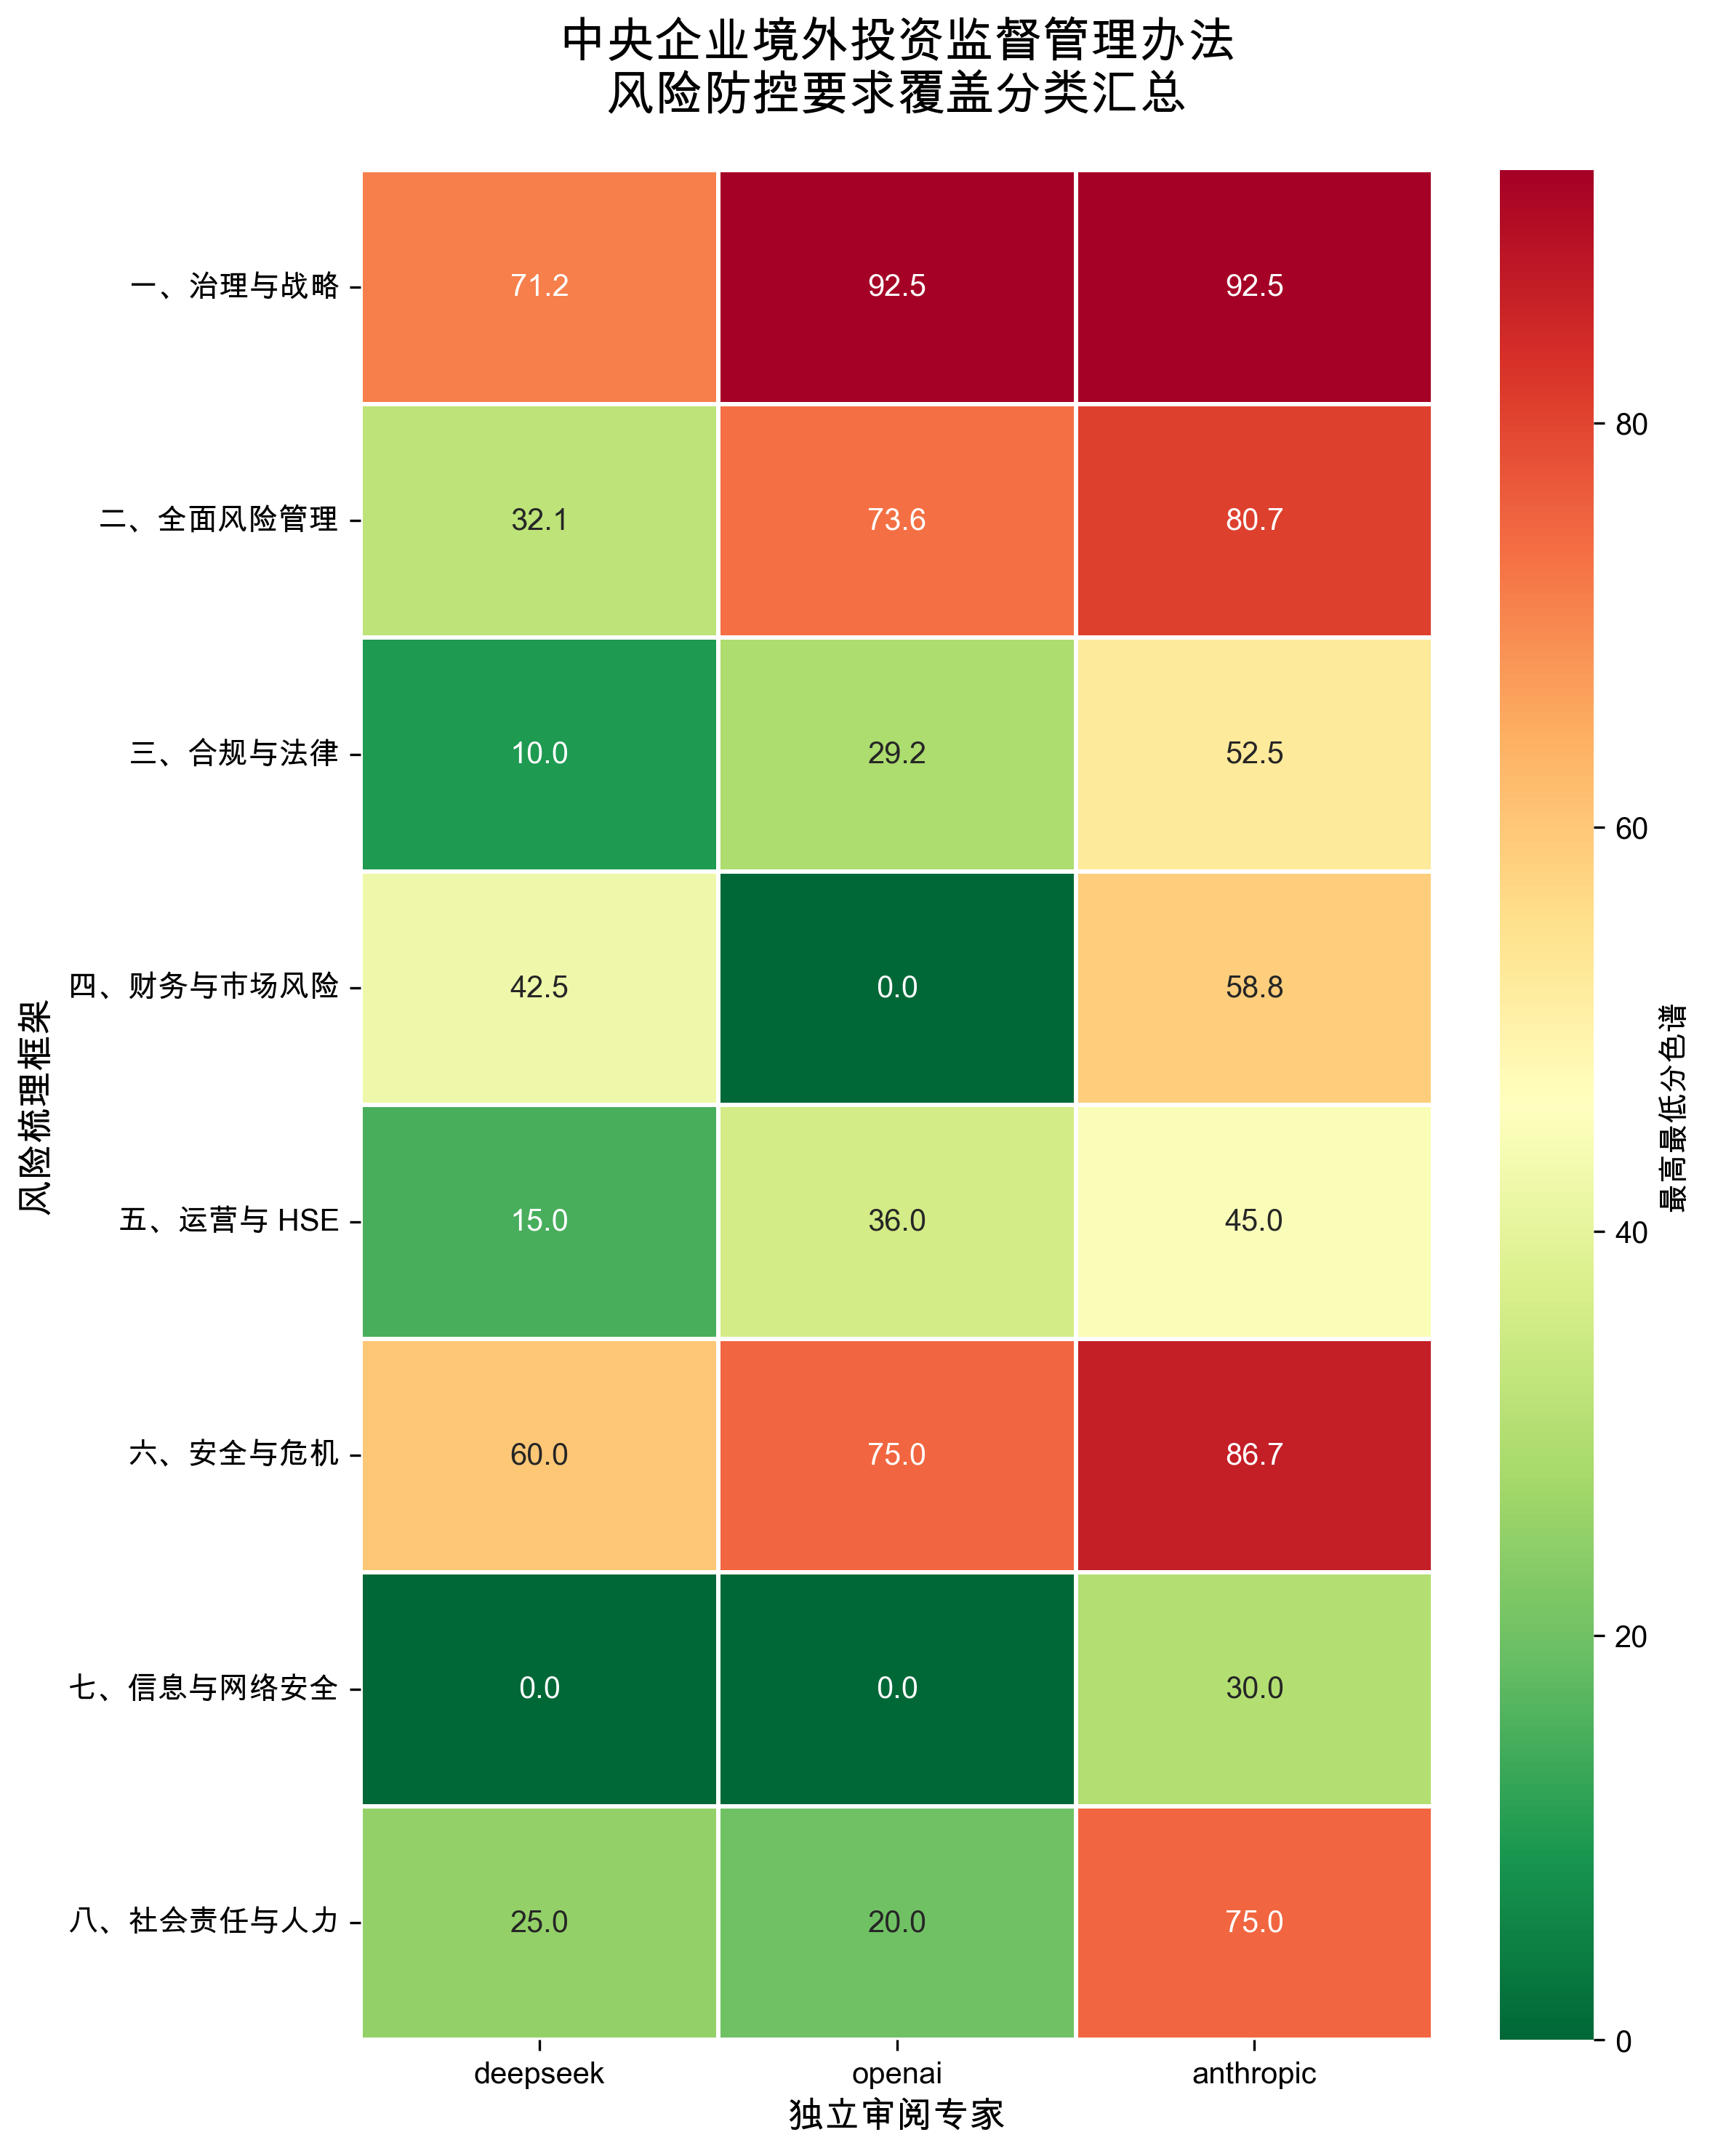 中央企业境外投资监督管理办法
风险防控要求覆盖分类汇总
风险梳理框架
一、治理与战略 71.2 92.5 92.5
二、全面风险管理 32.1 73.6 80.7
三、合规与法律 10.0 29.2 52.5
四、财务与市场风险 42.5 0.0 58.8
五、运营与 HSE 15.0 36.0 45.0
六、安全与危机 60.0 75.0 86.7
七、信息与网络安全 0.0 0.0 30.0
八、社会责任与人力 25.0 20.0 75.0
deepseek openai anthropic
独立审阅专家
80
60
40
20
0
最高最低分色谱